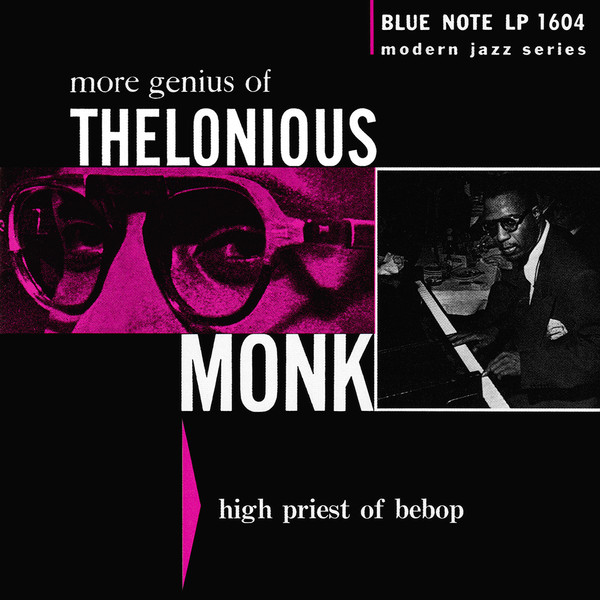 BLUE NOTE LP 1604
modern jazz series
more genius of
THELONIOUS
MONK
high priest of bebop